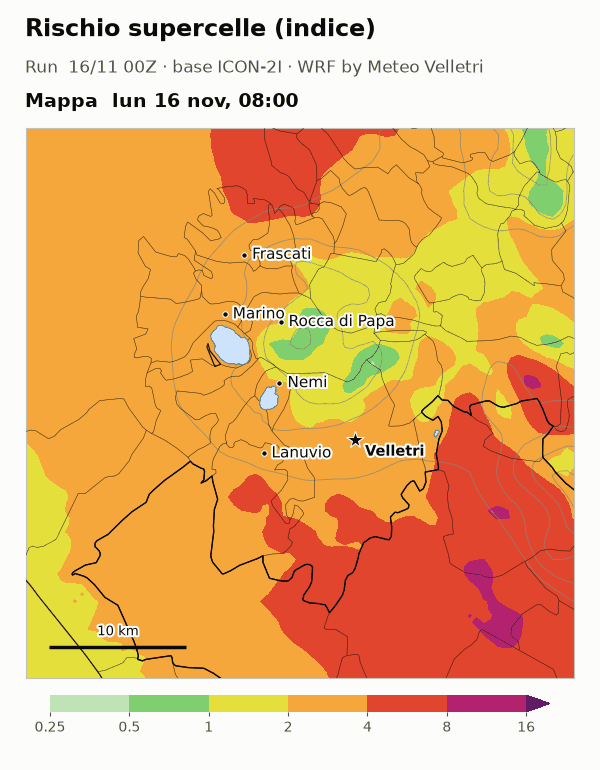 Rischio supercelle (indice)
Run  16/11 00Z · base ICON-2I · WRF by Meteo Velletri
Mappa  lun 16 nov, 08:00
Frascati
Marino
Rocca di Papa
Nemi
Velletri
Lanuvio
10 km
0.25 0.5 1 2 4 8 16